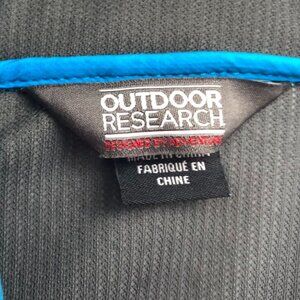 OUTDOOR
RESEARCH
DESIGNED BY ADVENTURE
MADE IN CHINA
FABRIQUÉ EN
CHINE